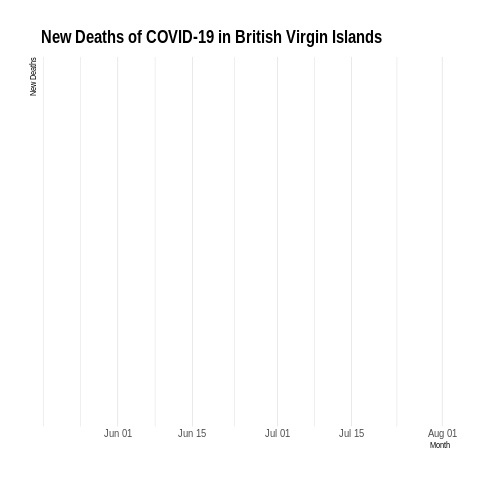 New Deaths of COVID-19 in British Virgin Islands
New Deaths
Jun 01 Jun 15 Jul 01 Jul 15 Aug 01
Month